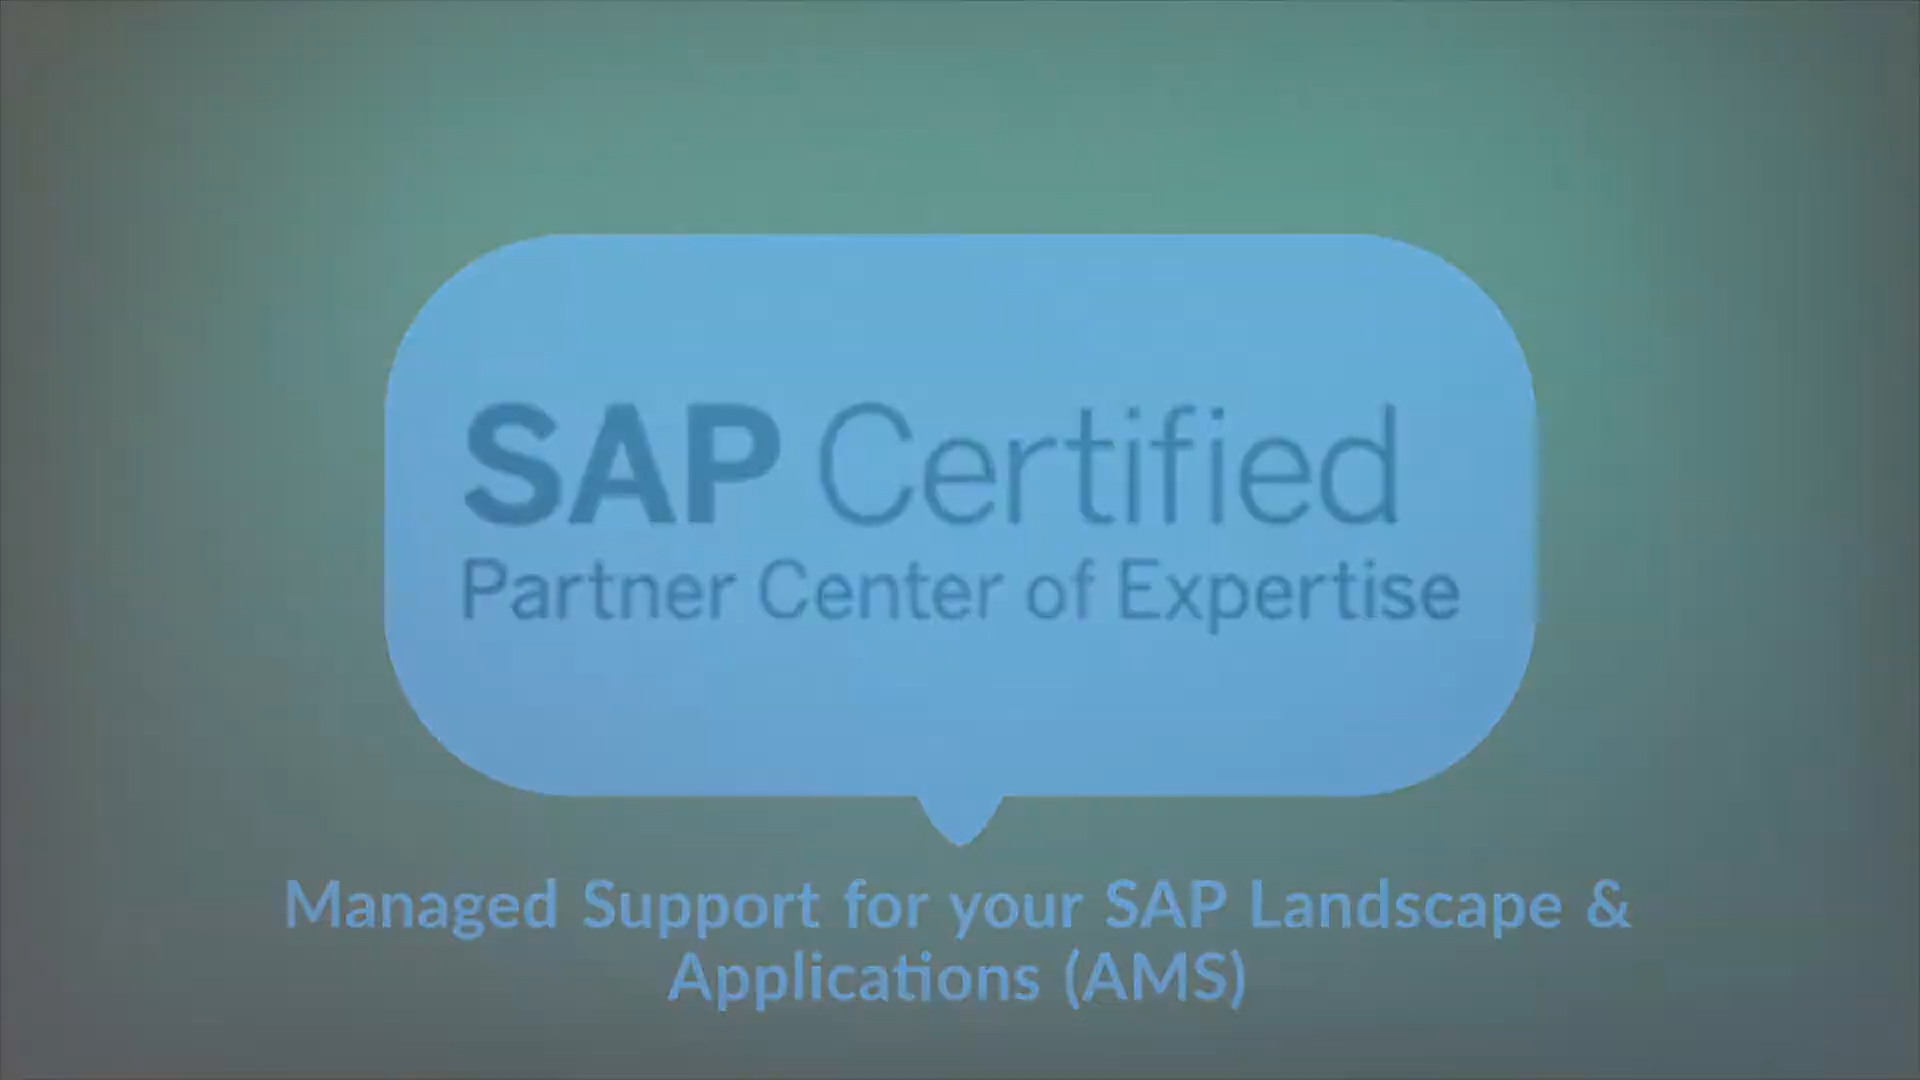 SAP Certified
Partner Center of Expertise
Managed Support for your SAP Landscape &
Applications (AMS)